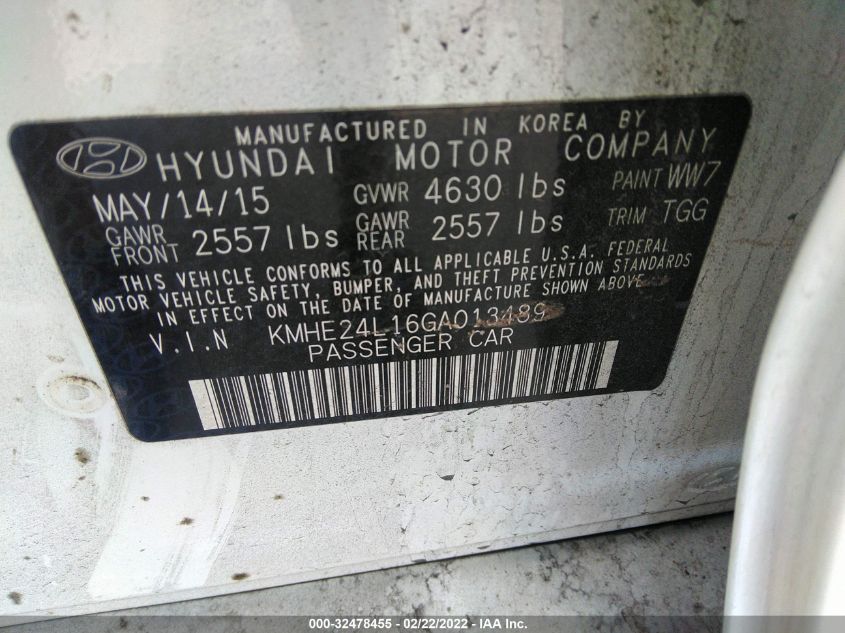 MANUFACTURED IN KOREA BY
HYUNDAI MOTOR COMPANY
MAY/14/15 GVWR 4630 lbs PAINT WW7
GAWR FRONT 2557 lbs GAWR REAR 2557 lbs TRIM TGG
THIS VEHICLE CONFORMS TO ALL APPLICABLE U.S.A. FEDERAL
MOTOR VEHICLE SAFETY, BUMPER, AND THEFT PREVENTION STANDARDS
IN EFFECT ON THE DATE OF MANUFACTURE SHOWN ABOVE
V.I.N KMHE24L16GA013489
PASSENGER CAR
000-32478455 - 02/22/2022 - IAA Inc.